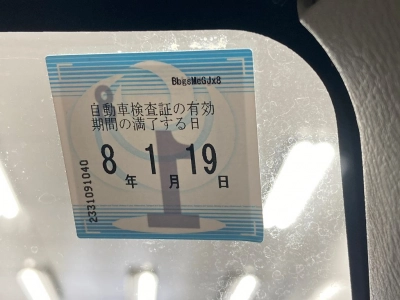 BbgsMeGJx8
自動車検査証の有効
期間の満了する日
8 1 19
年 月 日
2331091040